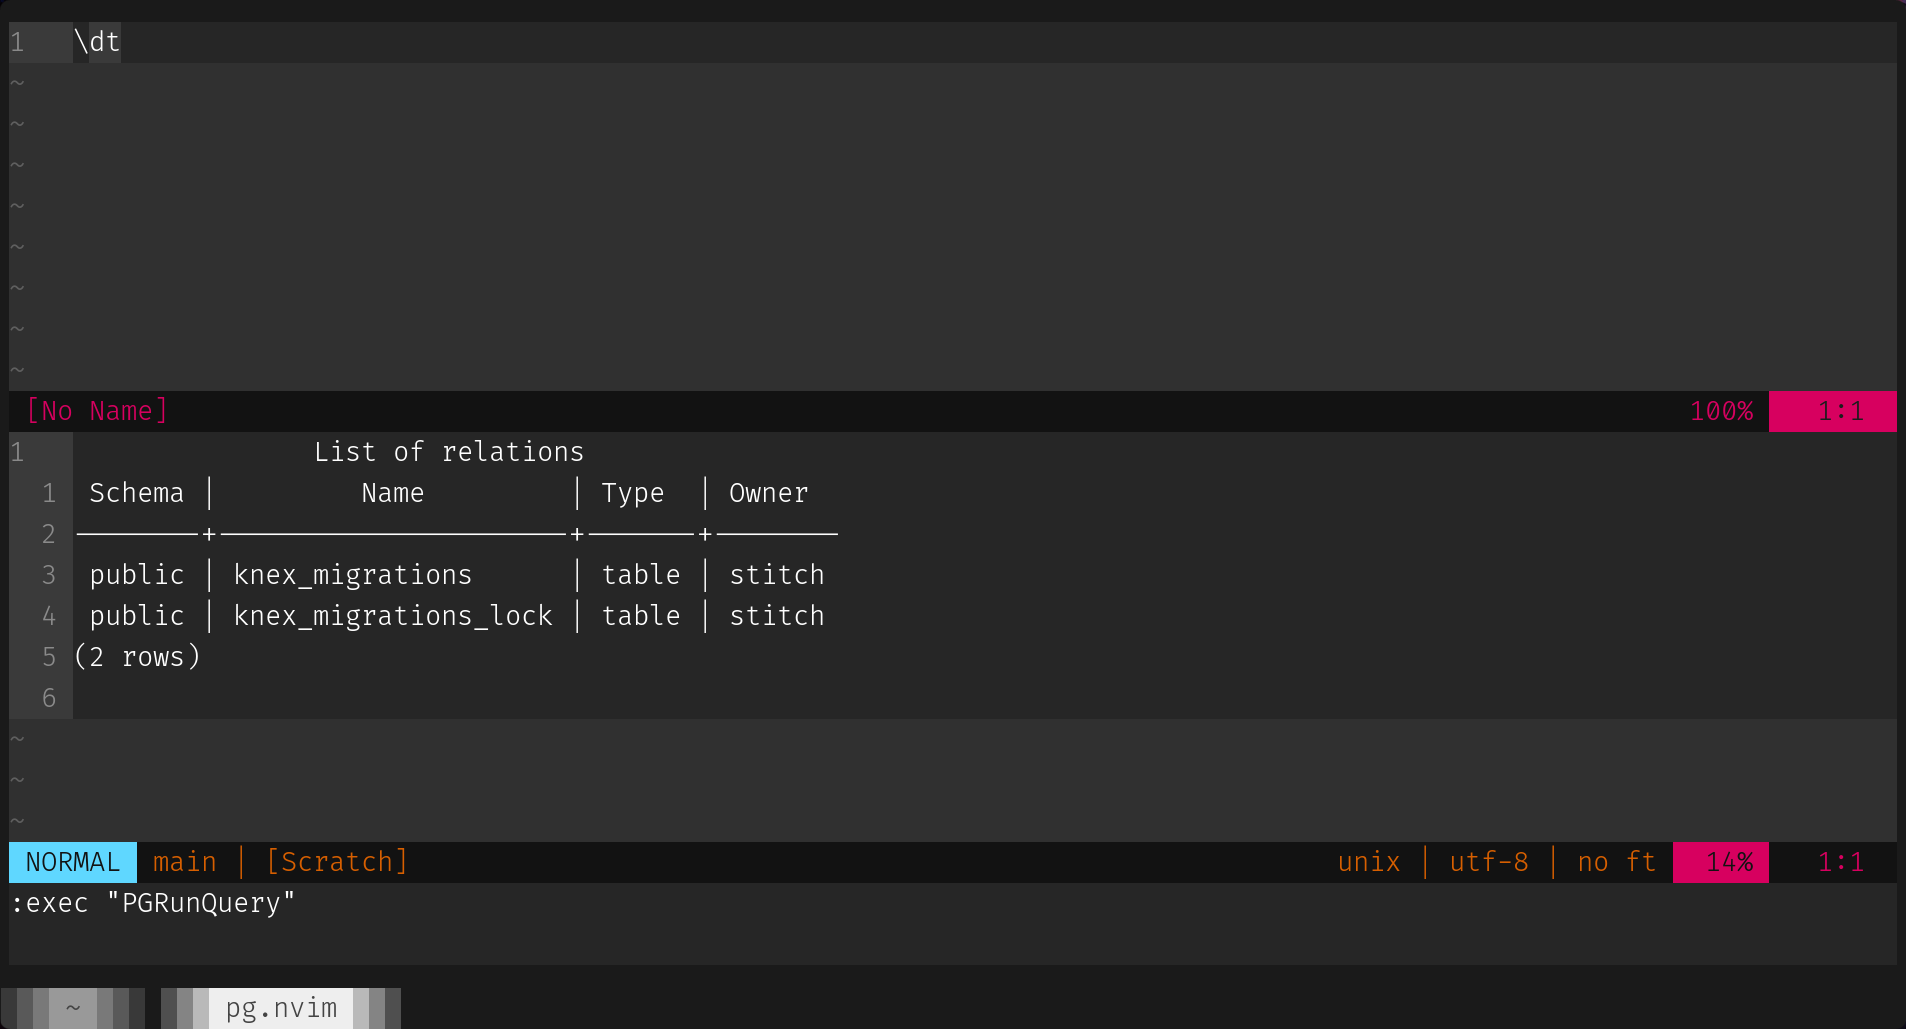 1   \dt
~
~
~
~
~
~
~
~
[No Name] 100% 1:1
1                List of relations
  1  Schema |         Name         | Type  | Owner
  2 --------+----------------------+-------+--------
  3  public | knex_migrations      | table | stitch
  4  public | knex_migrations_lock | table | stitch
  5 (2 rows)
  6
~
~
~
NORMAL main | [Scratch] unix | utf-8 | no ft 14% 1:1
:exec "PGRunQuery"
~ pg.nvim